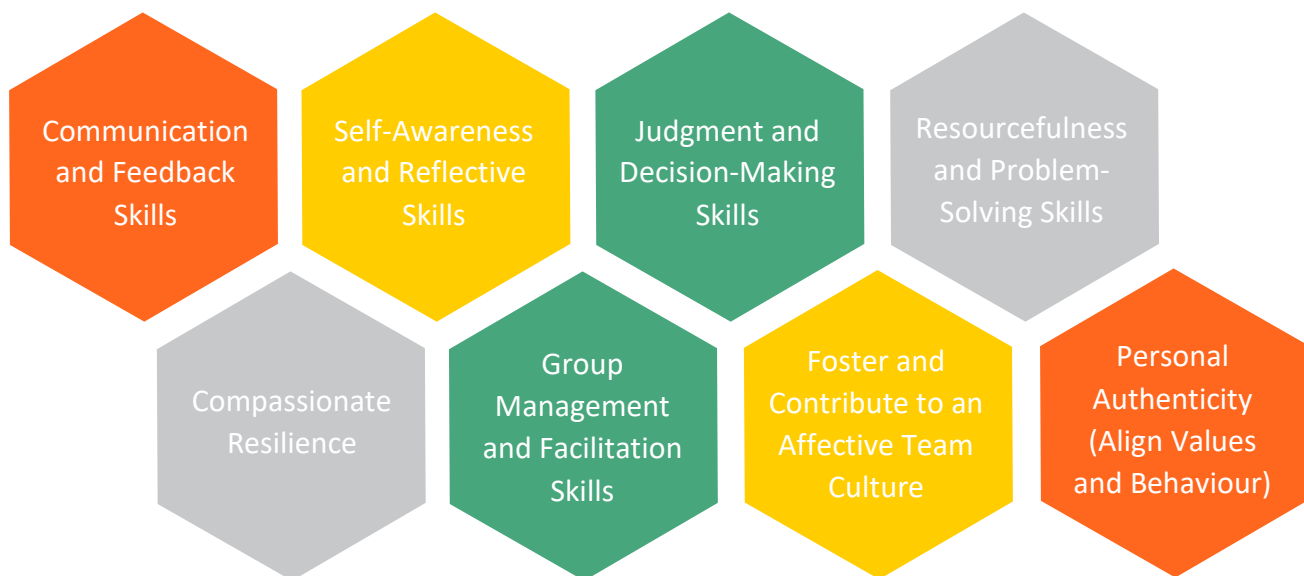 Communication
and Feedback
Skills
Self-Awareness
and Reflective
Skills
Judgment and
Decision-Making
Skills
Resourcefulness
and Problem-
Solving Skills
Compassionate
Resilience
Group
Management
and Facilitation
Skills
Foster and
Contribute to an
Affective Team
Culture
Personal
Authenticity
(Align Values
and Behaviour)